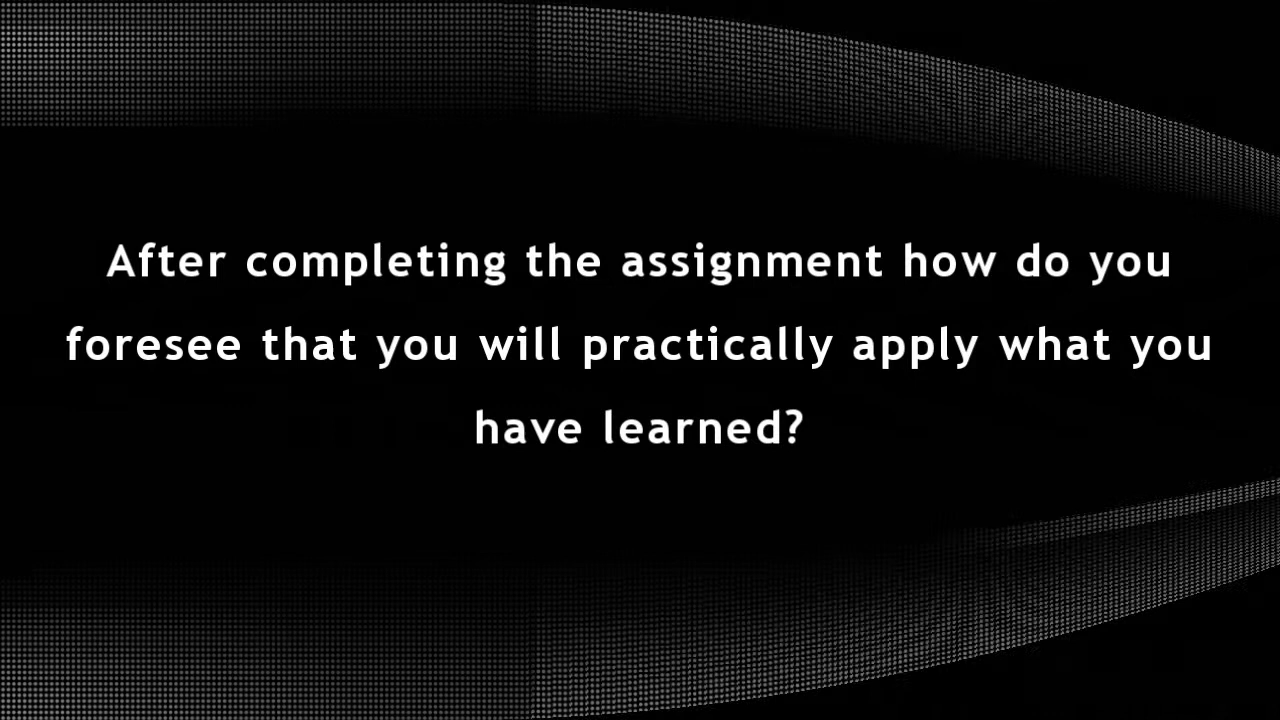 After completing the assignment how do you
foresee that you will practically apply what you
have learned?